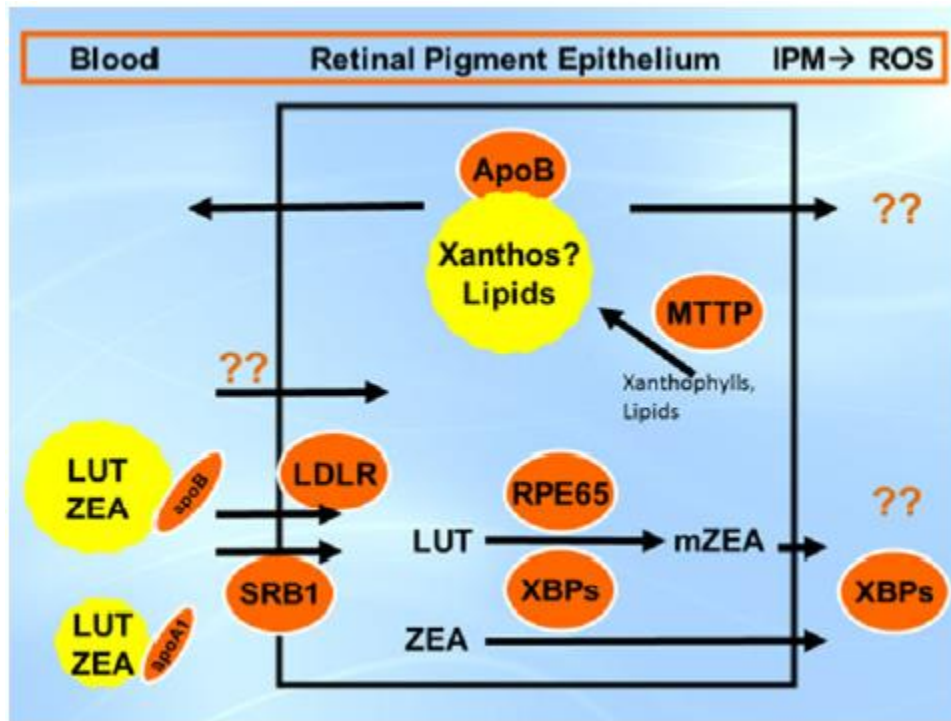 Blood Retinal Pigment Epithelium IPM→ ROS
ApoB
??
Xanthos?
Lipids
MTTP
Xanthophylls,
Lipids
??
LUT
ZEA
apoB
LDLR
RPE65
??
LUT
mZEA
SRB1
XBPs
XBPs
LUT
ZEA
apoA1
ZEA